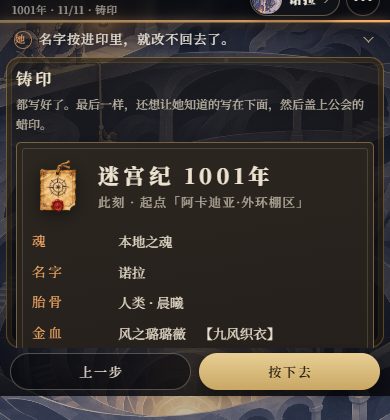 1001年 · 11/11 · 铸印
诺拉
她 名字按进印里，就改不回去了。
铸印
都写好了。最后一样，还想让她知道的写在下面，然后盖上公会的
蜡印。
迷宫纪 1001年
此刻 · 起点「阿卡迪亚·外环棚区」
魂 本地之魂
名字 诺拉
胎骨 人类 · 晨曦
金血 风之璐璐薇 【九风织衣】
上一步 按下去